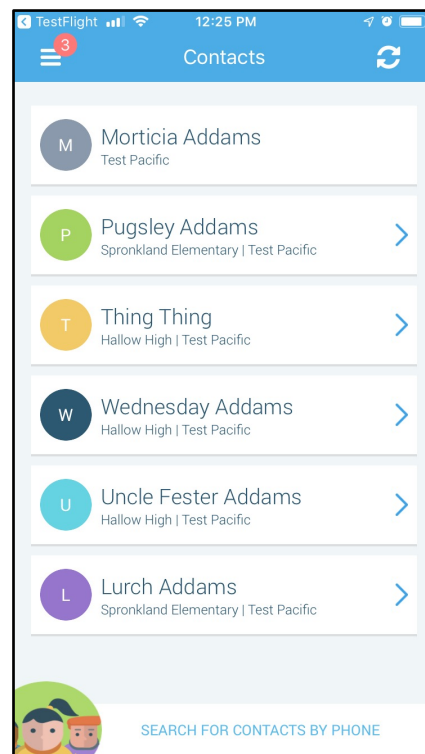 TestFlight 12:25 PM
3
Contacts
M
Morticia Addams
Test Pacific
P
Pugsley Addams
Spronkland Elementary | Test Pacific
T
Thing Thing
Hallow High | Test Pacific
W
Wednesday Addams
Hallow High | Test Pacific
U
Uncle Fester Addams
Hallow High | Test Pacific
L
Lurch Addams
Spronkland Elementary | Test Pacific
SEARCH FOR CONTACTS BY PHONE